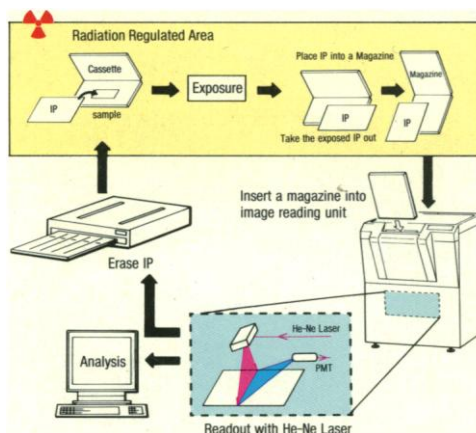 Radiation Regulated Area
Cassette
IP
sample
Exposure
Place IP into a Magazine
IP
Take the exposed IP out
Magazine
IP
Insert a magazine into
image reading unit
Erase IP
He-Ne Laser
PMT
Analysis
Readout with He-Ne Laser